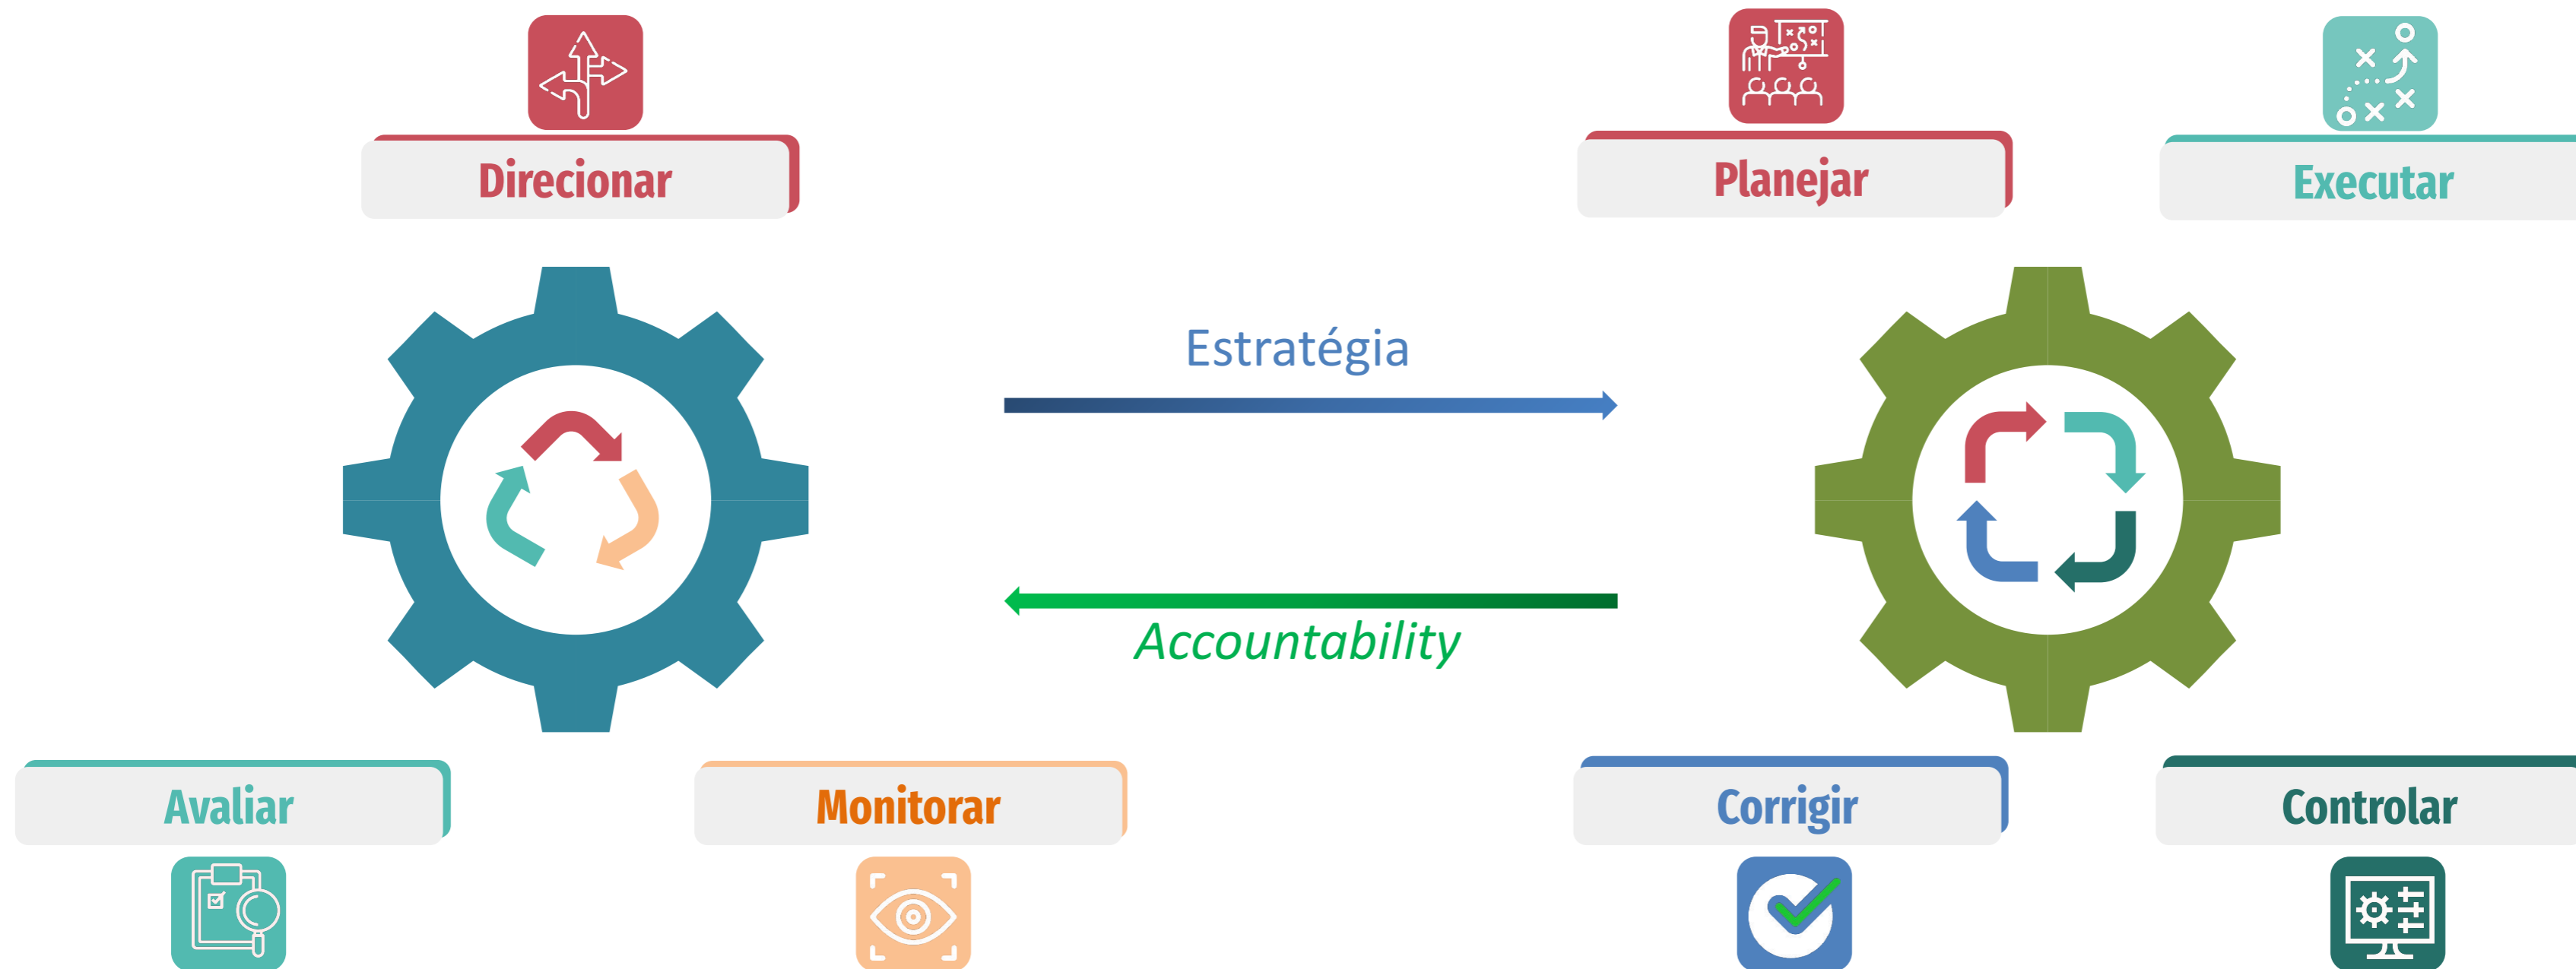 Direcionar
Planejar
Executar
Estratégia
Accountability
Avaliar
Monitorar
Corrigir
Controlar